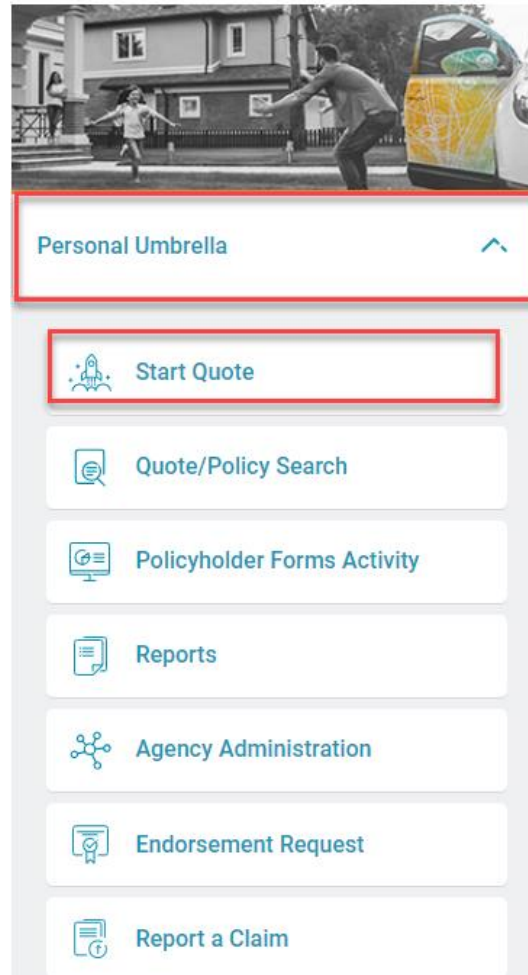 Personal Umbrella
Start Quote
Quote/Policy Search
Policyholder Forms Activity
Reports
Agency Administration
Endorsement Request
Report a Claim